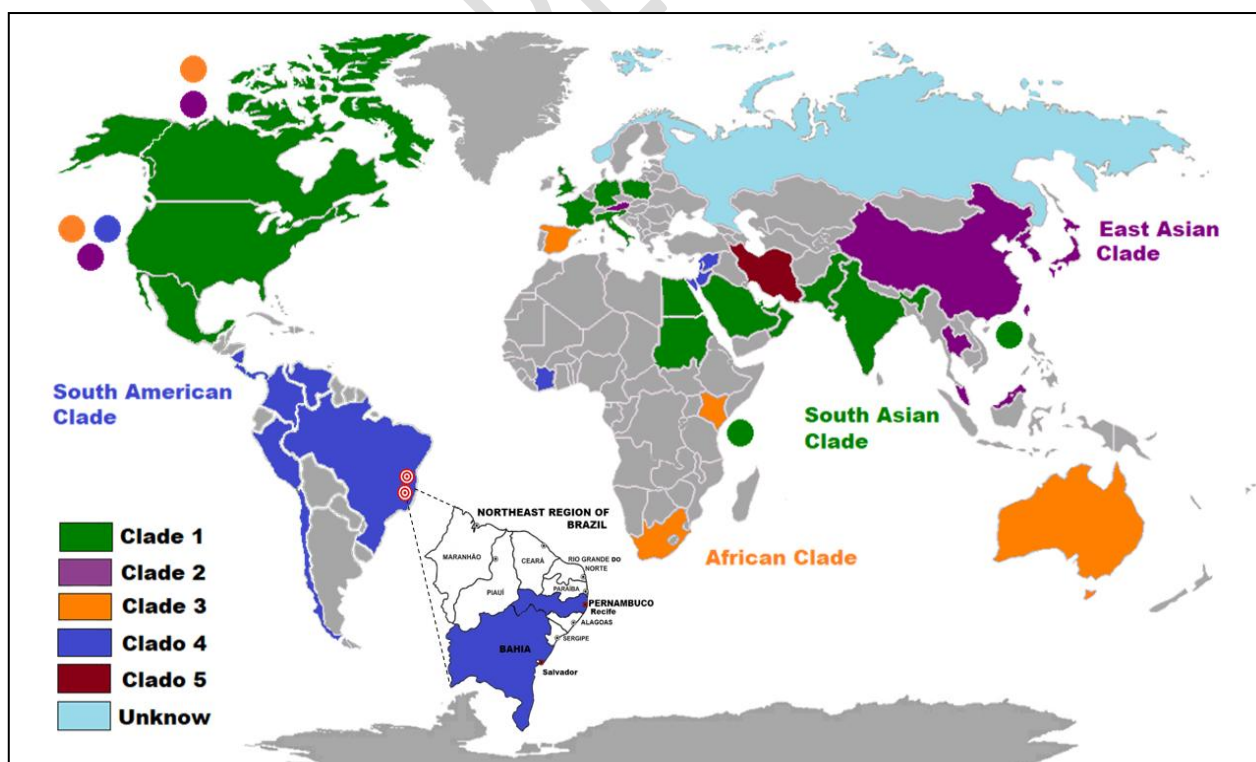 East Asian
Clade
South American
Clade
South Asian
Clade
African Clade
NORTHEAST REGION OF
BRAZIL
MARANHÃO
CEARÁ
RIO GRANDE DO
NORTE
PIAUÍ
PARAÍBA
PERNAMBUCO
Recife
ALAGOAS
SERGIPE
BAHIA
Salvador
Clade 1
Clade 2
Clade 3
Clado 4
Clado 5
Unknow